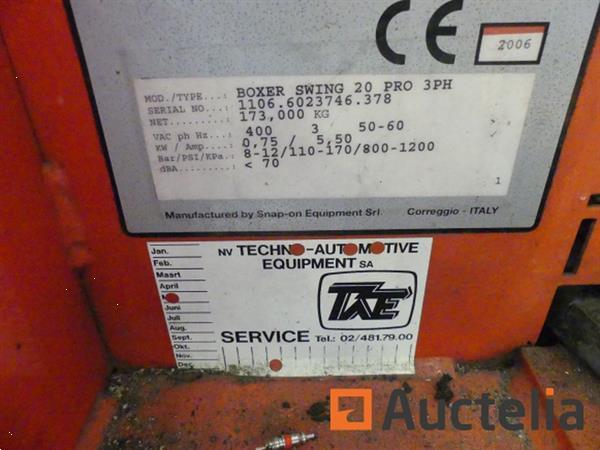 CE
2006
MOD./TYPE...: BOXER SWING 20 PRO 3PH
SERIAL NO...: 1106.6023746.378
NET.........: 173,000 KG
VAC ph Hz...: 400 3 50-60
KW / Amp....: 0,75 / 5,50
Bar/PSI/KPa.: 8-12/110-170/800-1200
dBA.........: < 70
1
Manufactured by Snap-on Equipment Srl. Correggio - ITALY
Jan.
Feb.
Maart
April
Juni
Juli
Aug.
Sept.
Okt.
Nov.
Dec.
NV TECHNO-AUTOMOTIVE
EQUIPMENT SA
TAE
SERVICE Tel.: 02/481.79.00
Auctelia